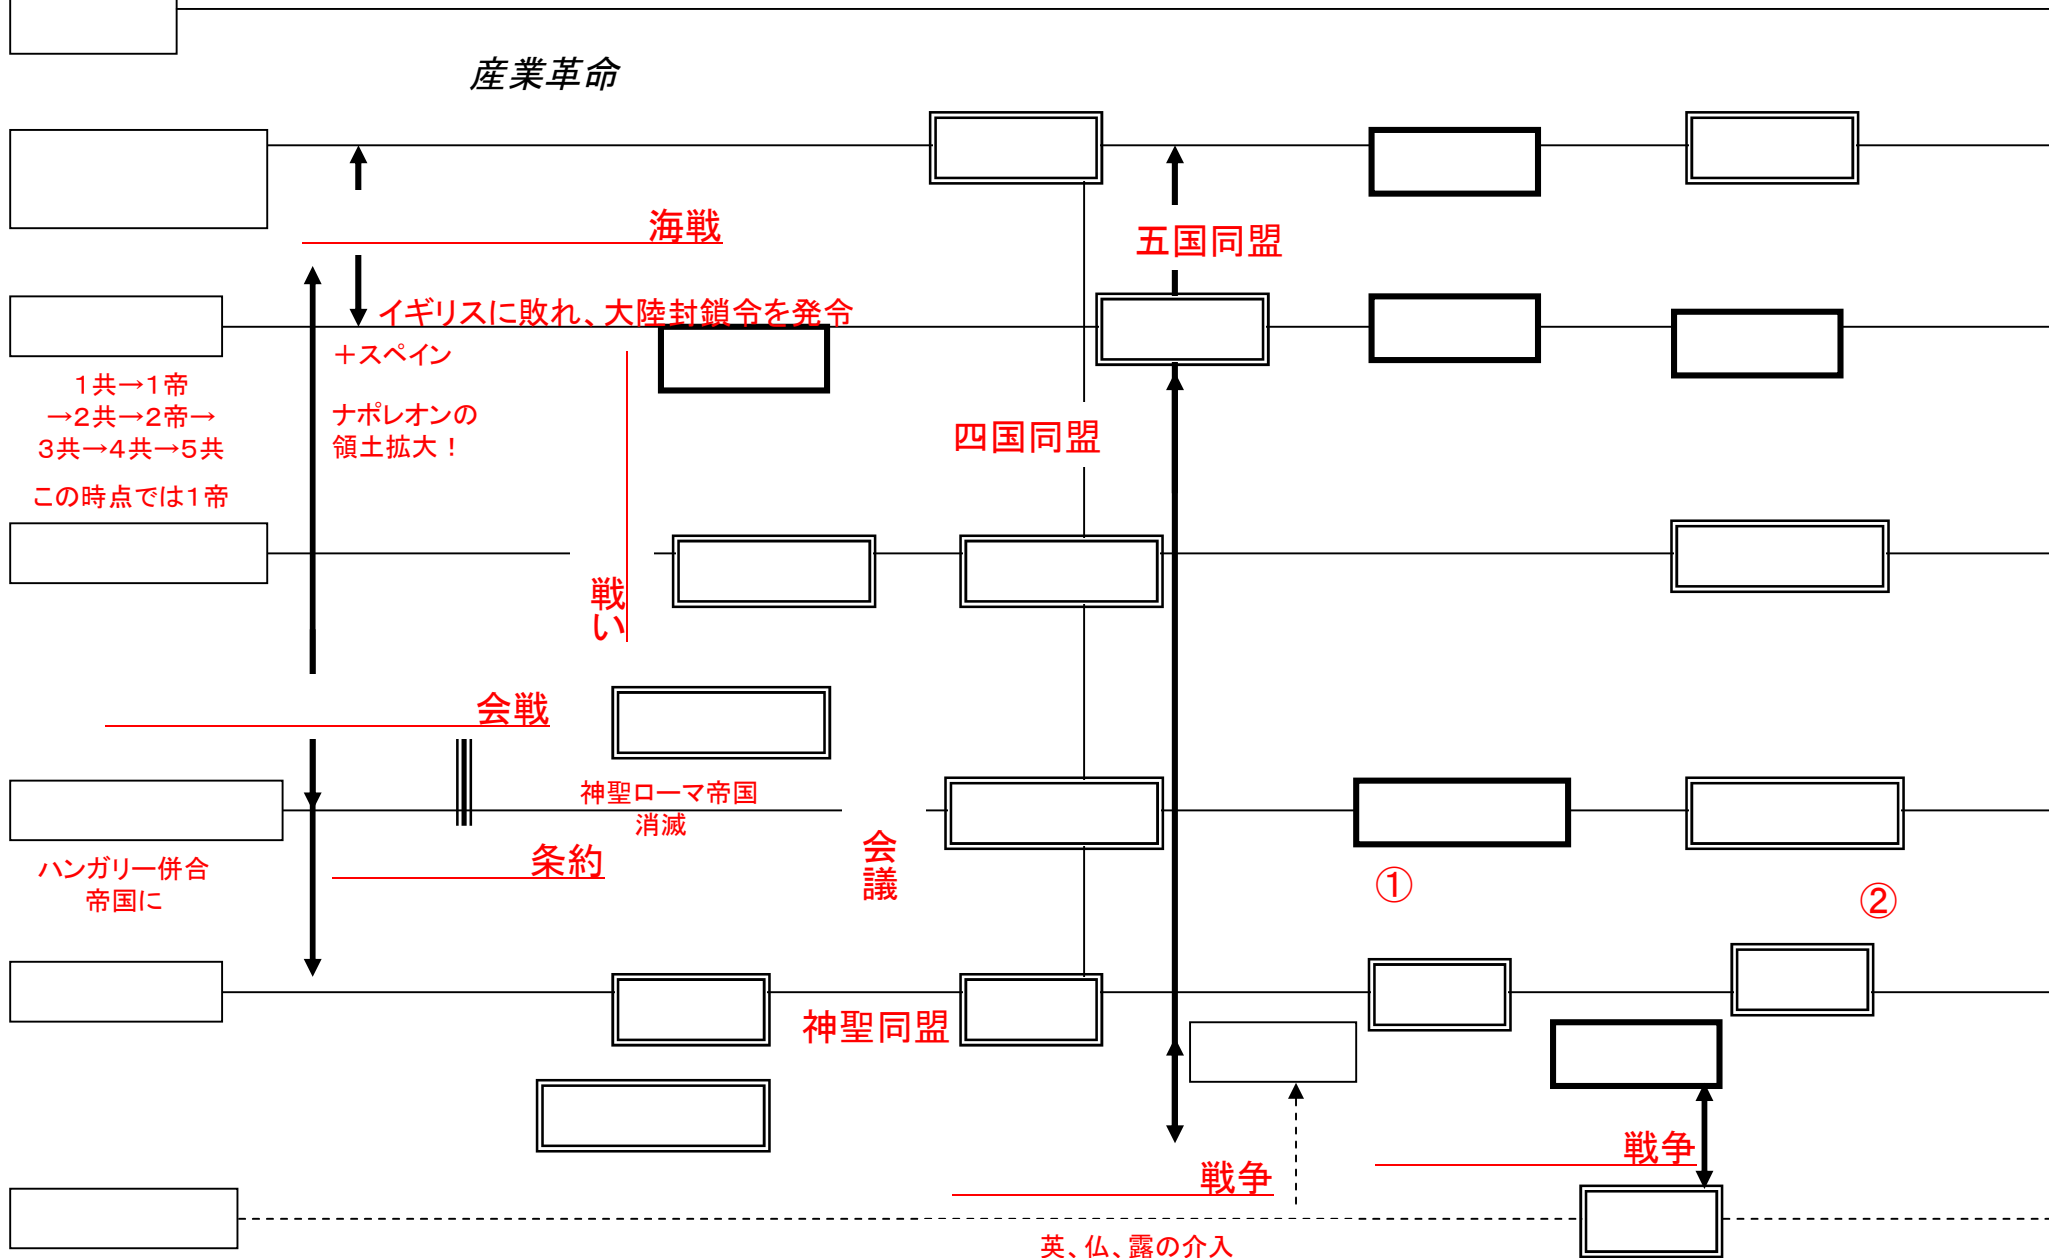 産業革命
海戦
五国同盟
イギリスに敗れ、大陸封鎖令を発令
＋スペイン
１共→１帝
→２共→２帝→
３共→４共→５共
ナポレオンの
領土拡大！
四国同盟
この時点では１帝
戦い
会戦
神聖ローマ帝国
消滅
条約
会議
ハンガリー併合
帝国に
①
②
神聖同盟
戦争
戦争
英、仏、露の介入